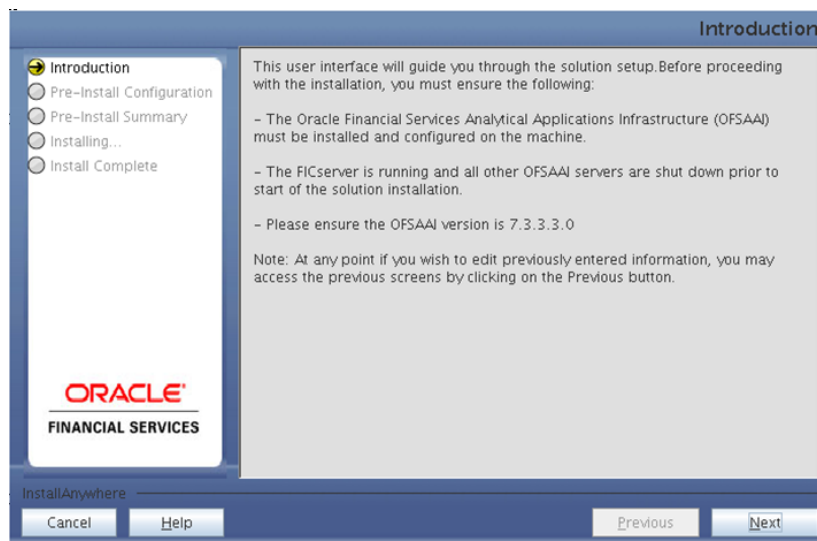 Introduction
Introduction
Pre-Install Configuration
Pre-Install Summary
Installing...
Install Complete
ORACLE'
FINANCIAL SERVICES
This user interface will guide you through the solution setup.Before proceeding
with the installation, you must ensure the following:
- The Oracle Financial Services Analytical Applications Infrastructure (OFSAAI)
must be installed and configured on the machine.
- The FICserver is running and all other OFSAAI servers are shut down prior to
start of the solution installation.
- Please ensure the OFSAAI version is 7.3.3.3.0
Note: At any point if you wish to edit previously entered information, you may
access the previous screens by clicking on the Previous button.
InstallAnywhere
Cancel
Help
Previous
Next